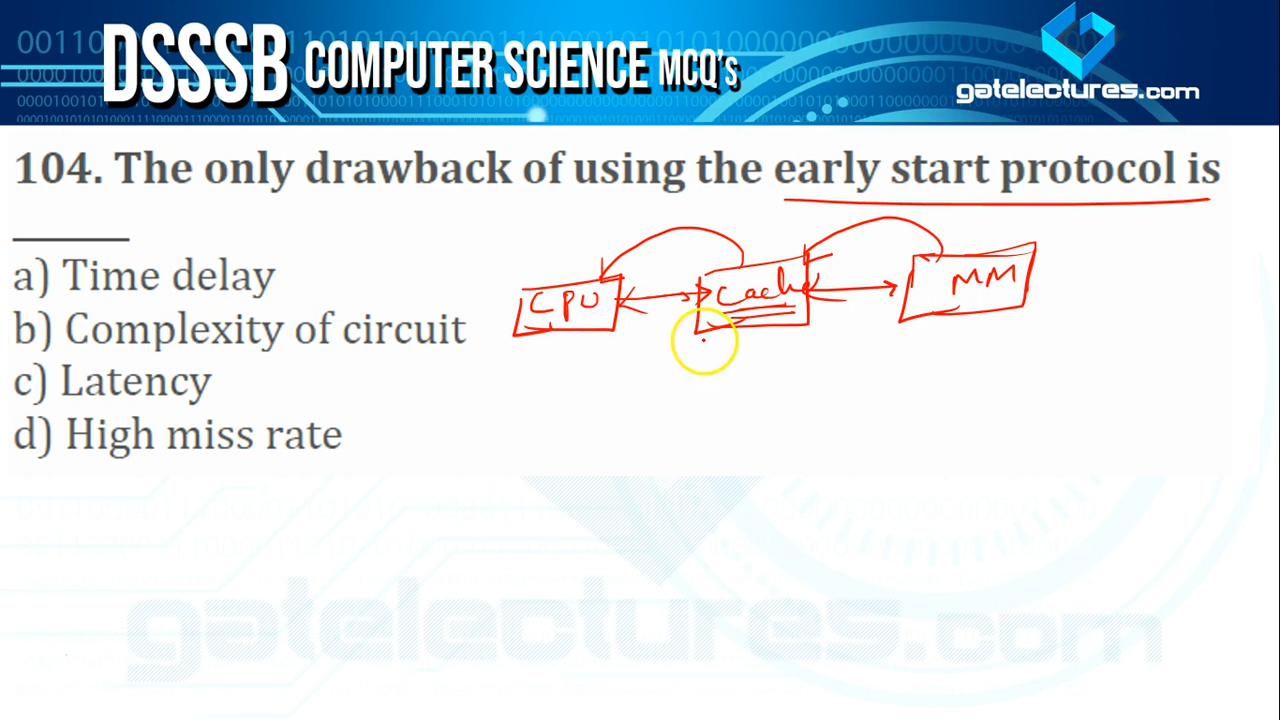 DSSSB COMPUTER SCIENCE MCQ's
gatelectures.com
104. The only drawback of using the early start protocol is
______
a) Time delay
b) Complexity of circuit
c) Latency
d) High miss rate
CPU Cache MM
gatelectures.com